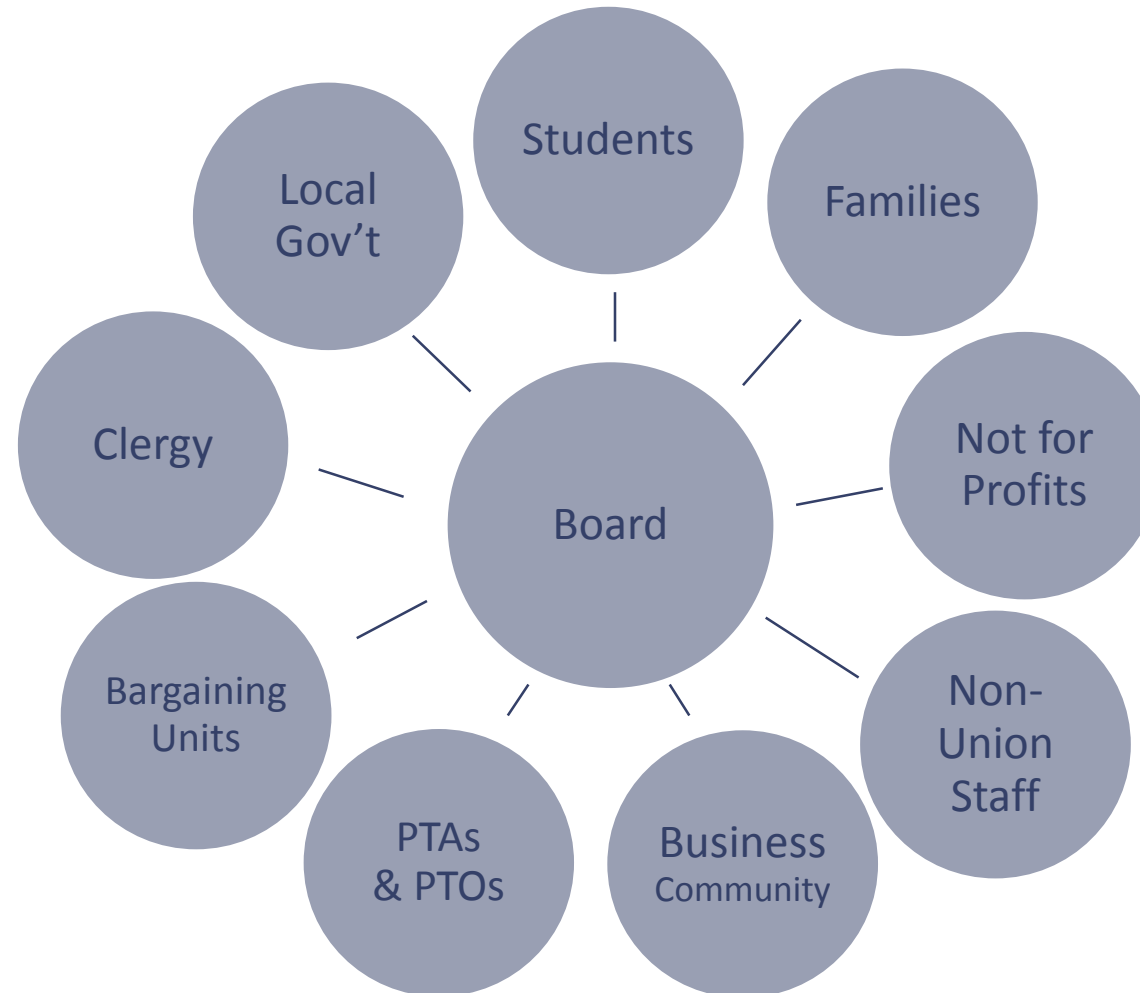 Students
Families
Local
Gov’t
Not for
Profits
Clergy
Board
Non-
Union
Staff
Bargaining
Units
PTAs
& PTOs
Business
Community